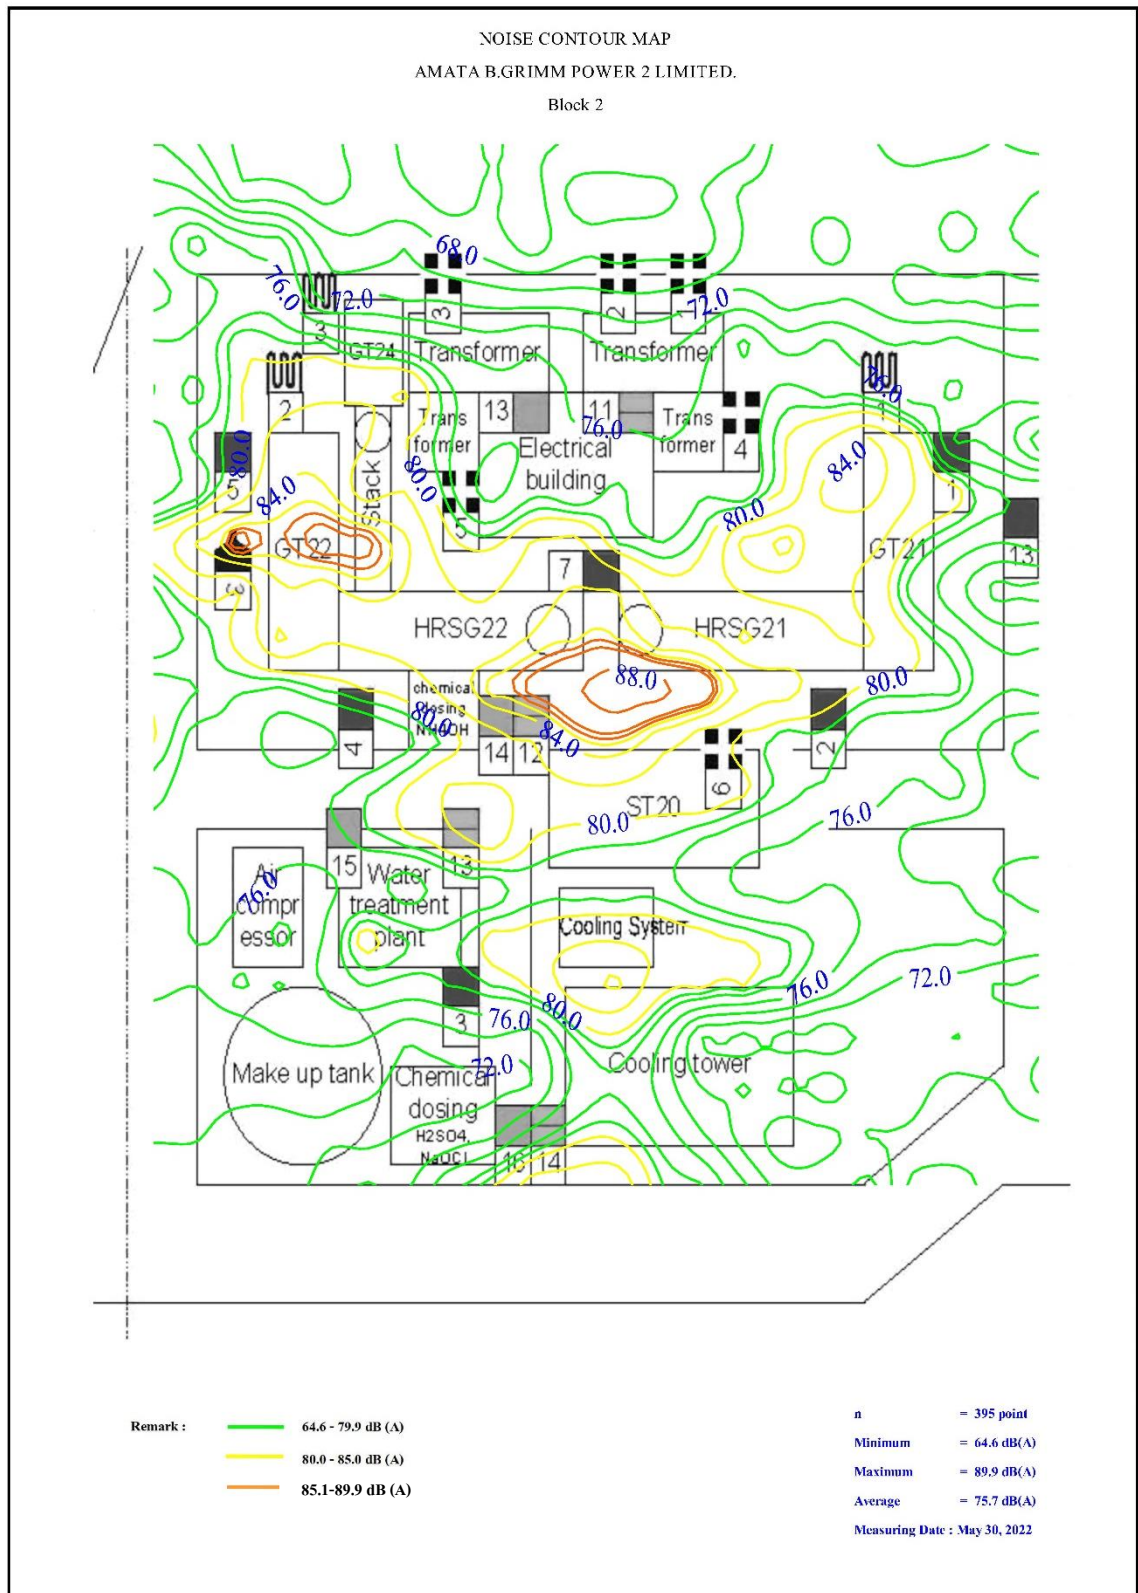 NOISE CONTOUR MAP
AMATA B.GRIMM POWER 2 LIMITED.
Block 2
68.0
76.0
72.0
72.0
3
3
2
1
GT24
Transformer
Transformer
76.0
2
1
Trans
former
13
11
76.0
Trans
former
4
Electrical
building
80.0
5
84.0
Stack
80.0
5
80.0
84.0
1
GT22
GT21
13
3
7
HRSG22
HRSG21
88.0
80.0
chemical
dosing
80.0
84.0
4
14
12
2
6
ST20
80.0
76.0
15
13
Air
compr
essor
76.0
Water
treatment
plant
Cooling System
76.0
72.0
3
76.0
80.0
72.0
Make up tank
Chemical
dosing
H2SO4,
NaOCl
Cooling tower
16
14
Remark :
64.6 - 79.9 dB (A)
80.0 - 85.0 dB (A)
85.1-89.9 dB (A)
n = 395 point
Minimum = 64.6 dB(A)
Maximum = 89.9 dB(A)
Average = 75.7 dB(A)
Measuring Date : May 30, 2022